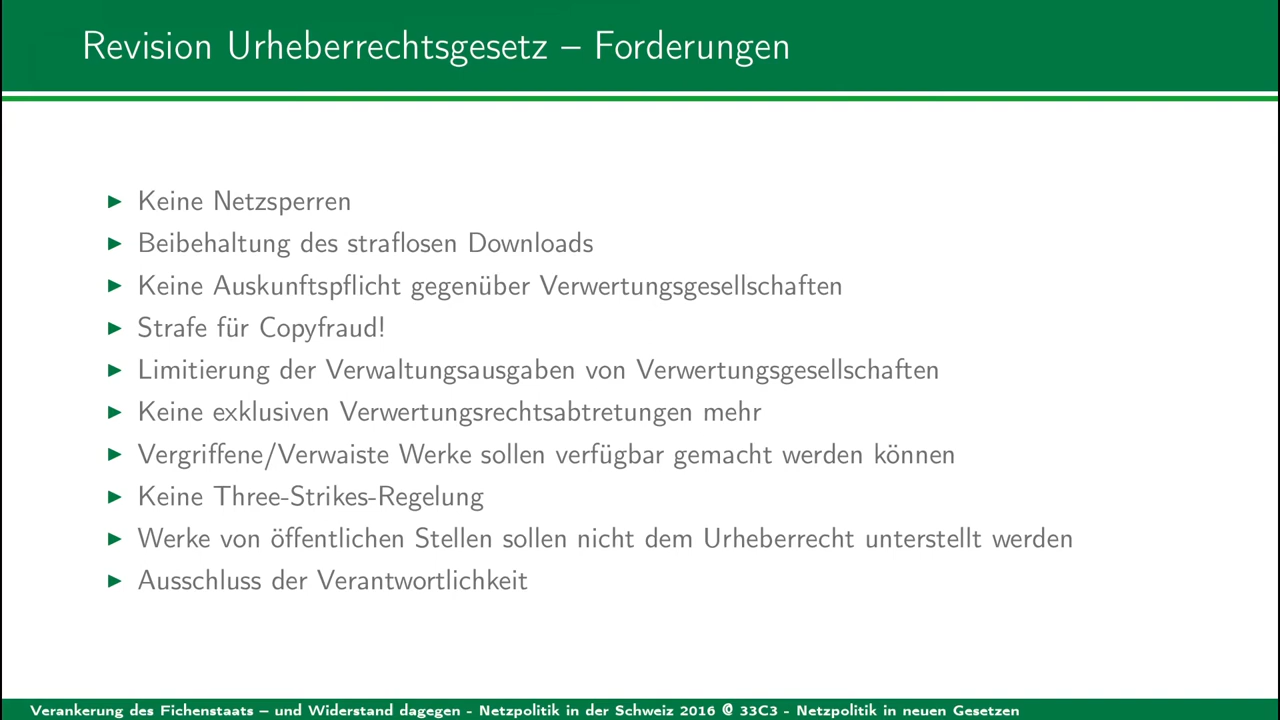 Revision Urheberrechtsgesetz – Forderungen
Keine Netzsperren
Beibehaltung des straflosen Downloads
Keine Auskunftspflicht gegenüber Verwertungsgesellschaften
Strafe für Copyfraud!
Limitierung der Verwaltungsausgaben von Verwertungsgesellschaften
Keine exklusiven Verwertungsrechtsabtretungen mehr
Vergriffene/Verwaiste Werke sollen verfügbar gemacht werden können
Keine Three-Strikes-Regelung
Werke von öffentlichen Stellen sollen nicht dem Urheberrecht unterstellt werden
Ausschluss der Verantwortlichkeit
Verankerung des Fichenstaats – und Widerstand dagegen - Netzpolitik in der Schweiz 2016 @ 33C3 - Netzpolitik in neuen Gesetzen